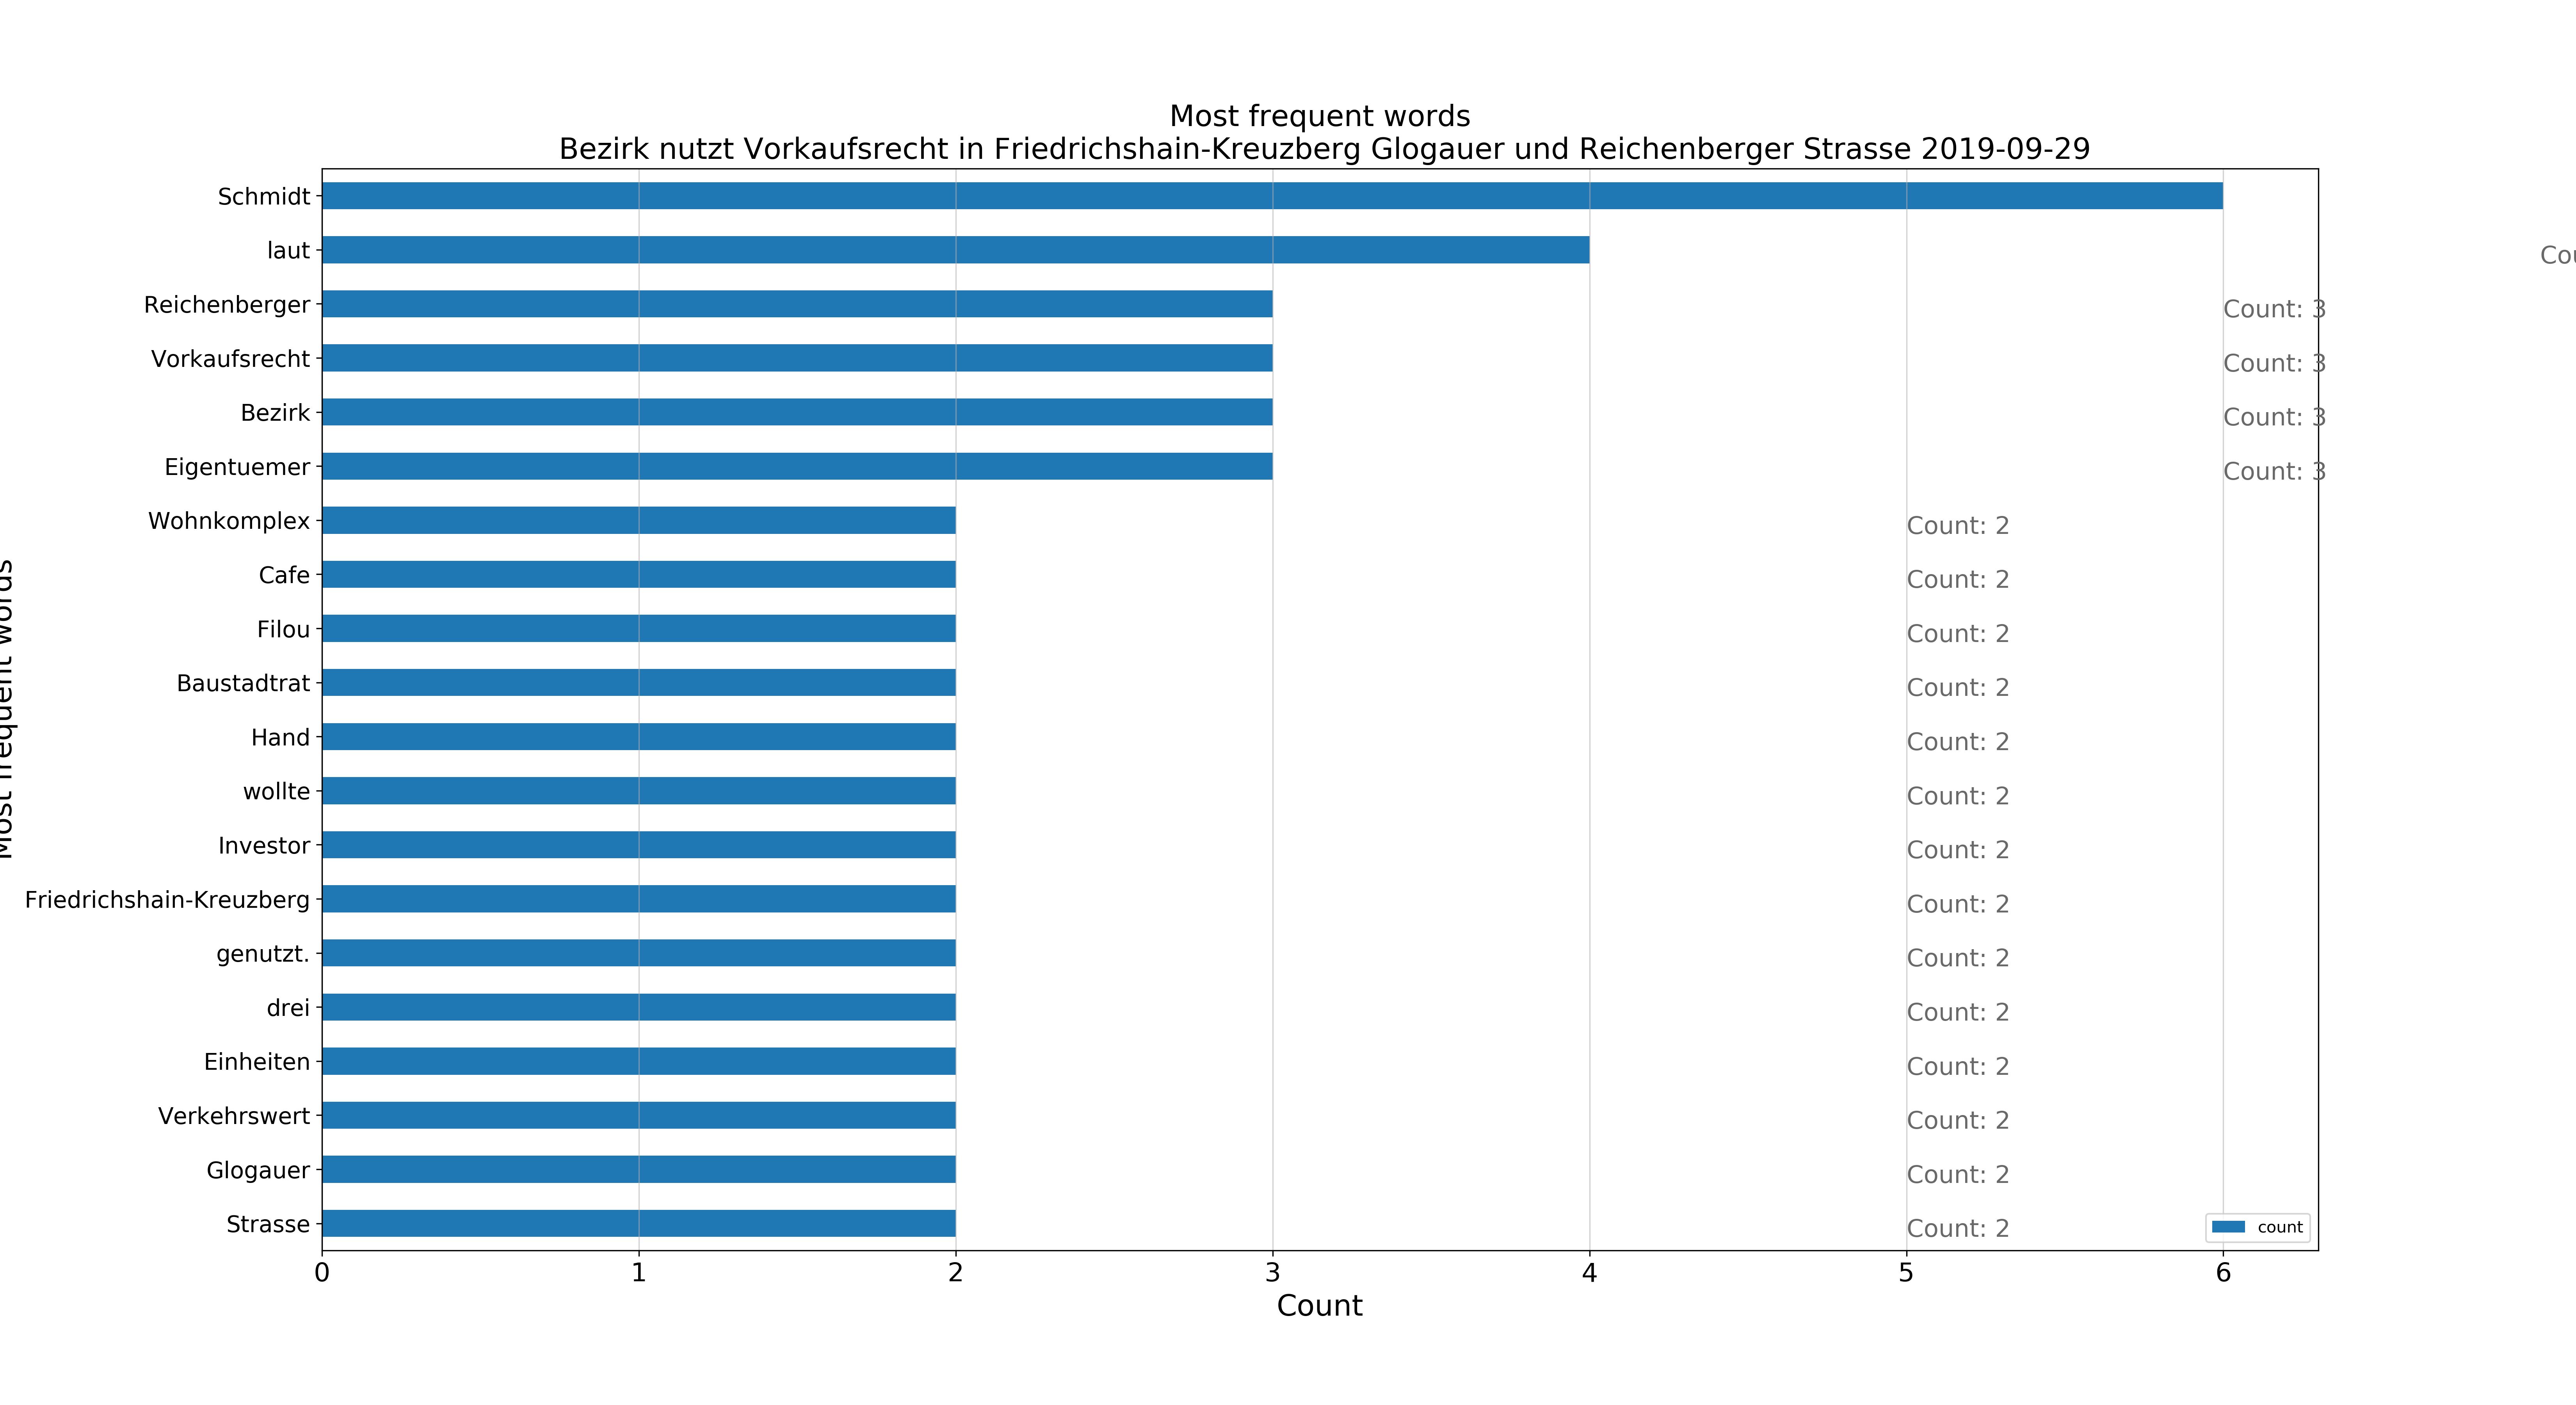 Most frequent words
Bezirk nutzt Vorkaufsrecht in Friedrichshain-Kreuzberg Glogauer und Reichenberger Strasse 2019-09-29
Schmidt
laut
Reichenberger Count: 3
Vorkaufsrecht Count: 3
Bezirk Count: 3
Eigentuemer Count: 3
Wohnkomplex Count: 2
Cafe Count: 2
Filou Count: 2
Baustadtrat Count: 2
Hand Count: 2
wollte Count: 2
Investor Count: 2
Friedrichshain-Kreuzberg Count: 2
genutzt. Count: 2
drei Count: 2
Einheiten Count: 2
Verkehrswert Count: 2
Glogauer Count: 2
Strasse Count: 2
count
0 1 2 3 4 5 6
Count
Most frequent words